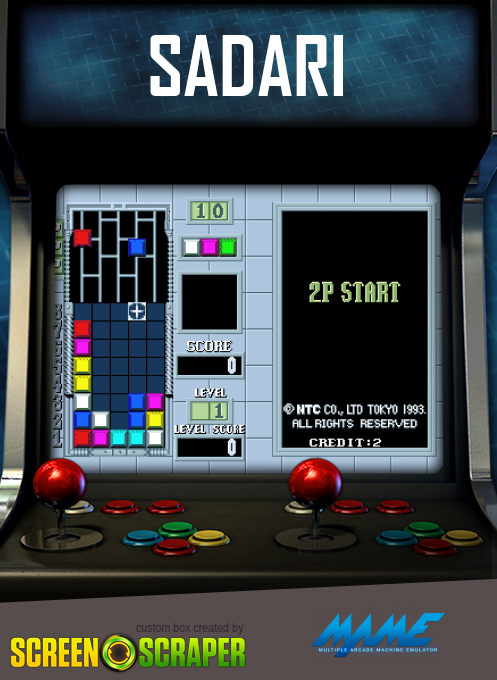 SADARI
10
2P START
SCORE
0
LEVEL
1
LEVEL SCORE
0
© NTC CO., LTD TOKYO 1993.
ALL RIGHTS RESERVED
CREDIT:2
custom box created by
SCREEN SCRAPER
MAME
MULTIPLE ARCADE MACHINE EMULATOR